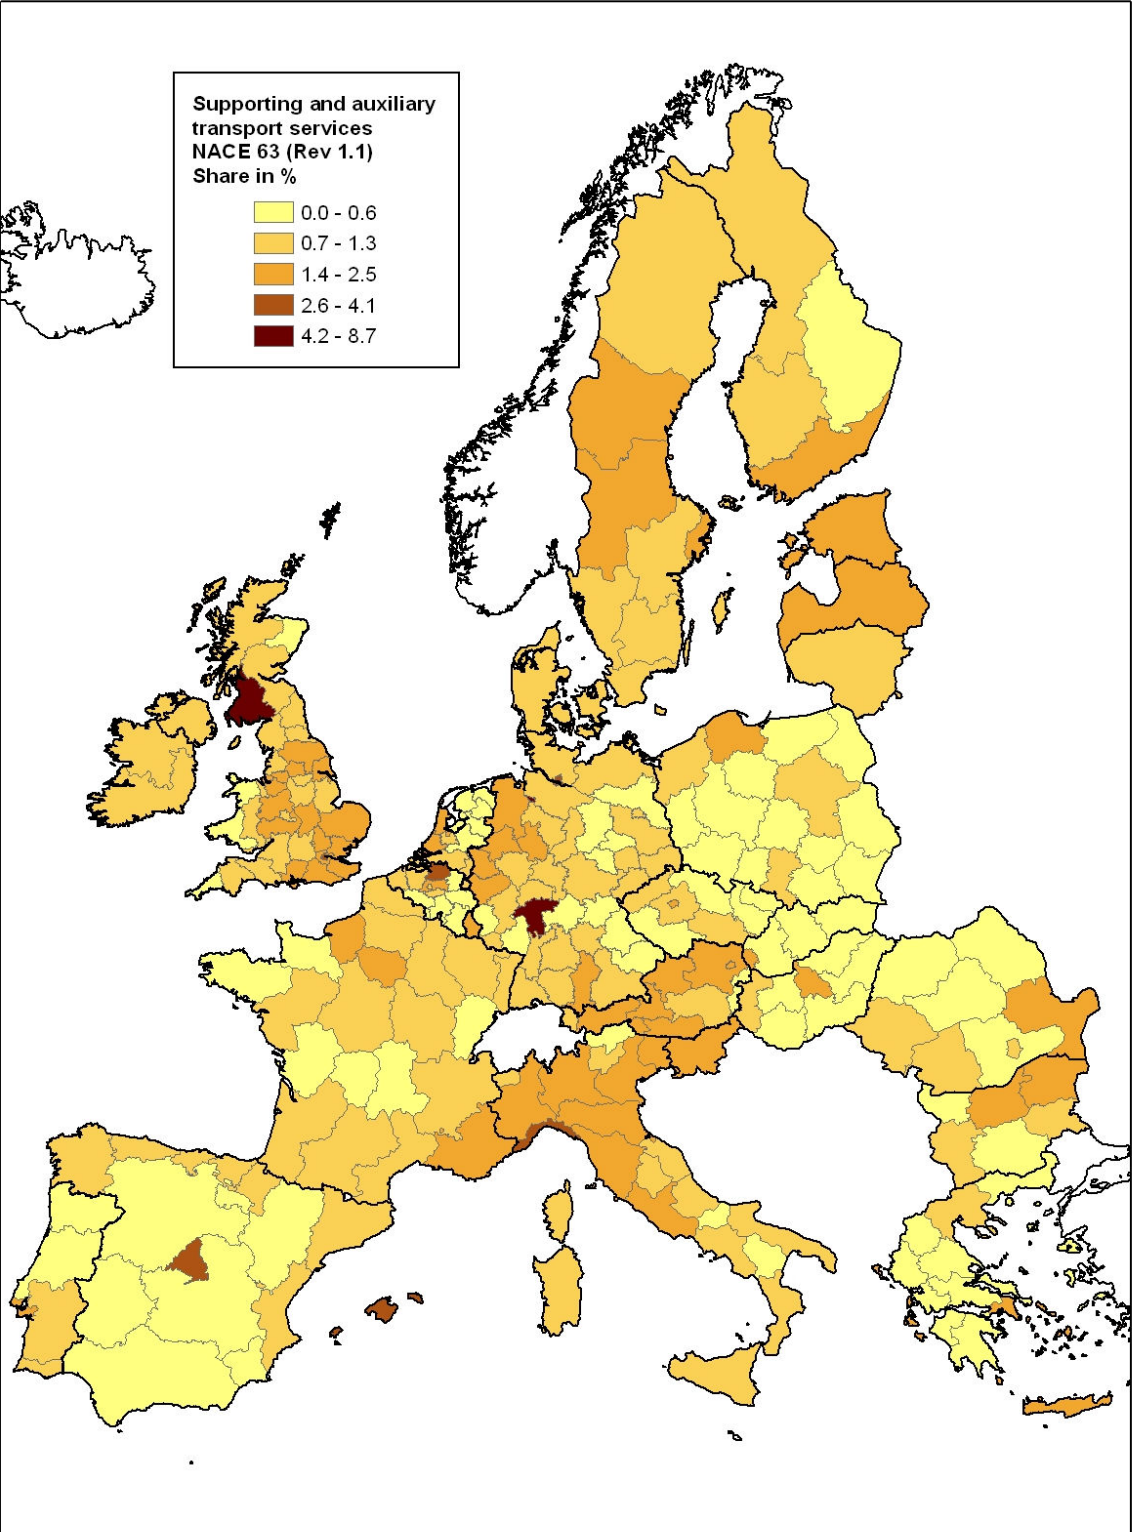 Supporting and auxiliary
transport services
NACE 63 (Rev 1.1)
Share in %
0.0 - 0.6
0.7 - 1.3
1.4 - 2.5
2.6 - 4.1
4.2 - 8.7